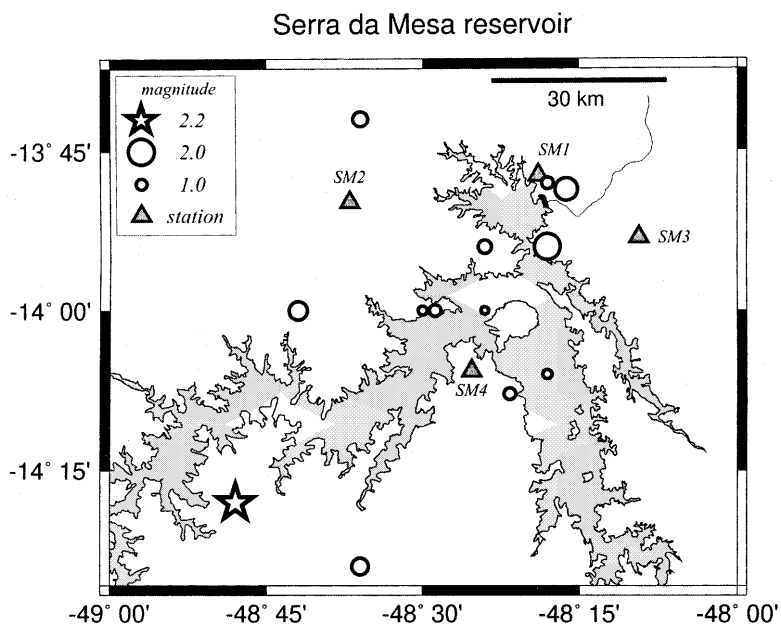 Serra da Mesa reservoir
magnitude
2.2
2.0
1.0
station
30 km
SM1
SM2
SM3
SM4
-13° 45'
-14° 00'
-14° 15'
-49° 00' -48° 45' -48° 30' -48° 15' -48° 00'